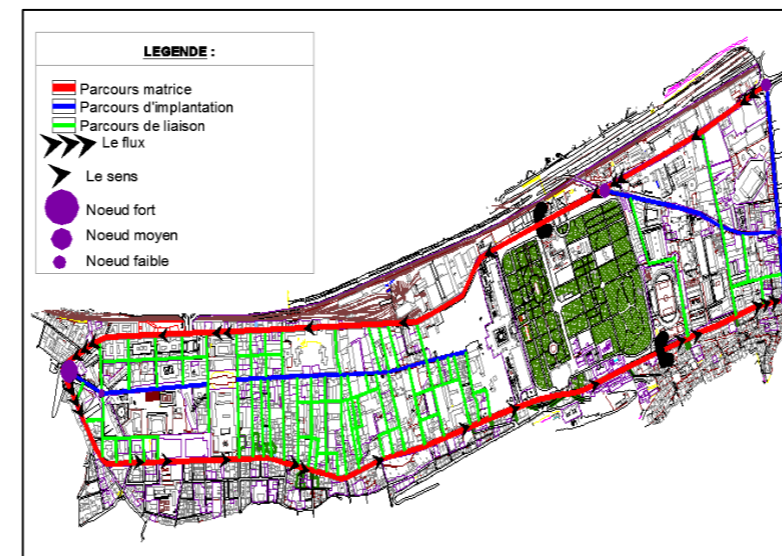 LEGENDE :
Parcours matrice
Parcours d'implantation
Parcours de liaison
Le flux
Le sens
Noeud fort
Noeud moyen
Noeud faible